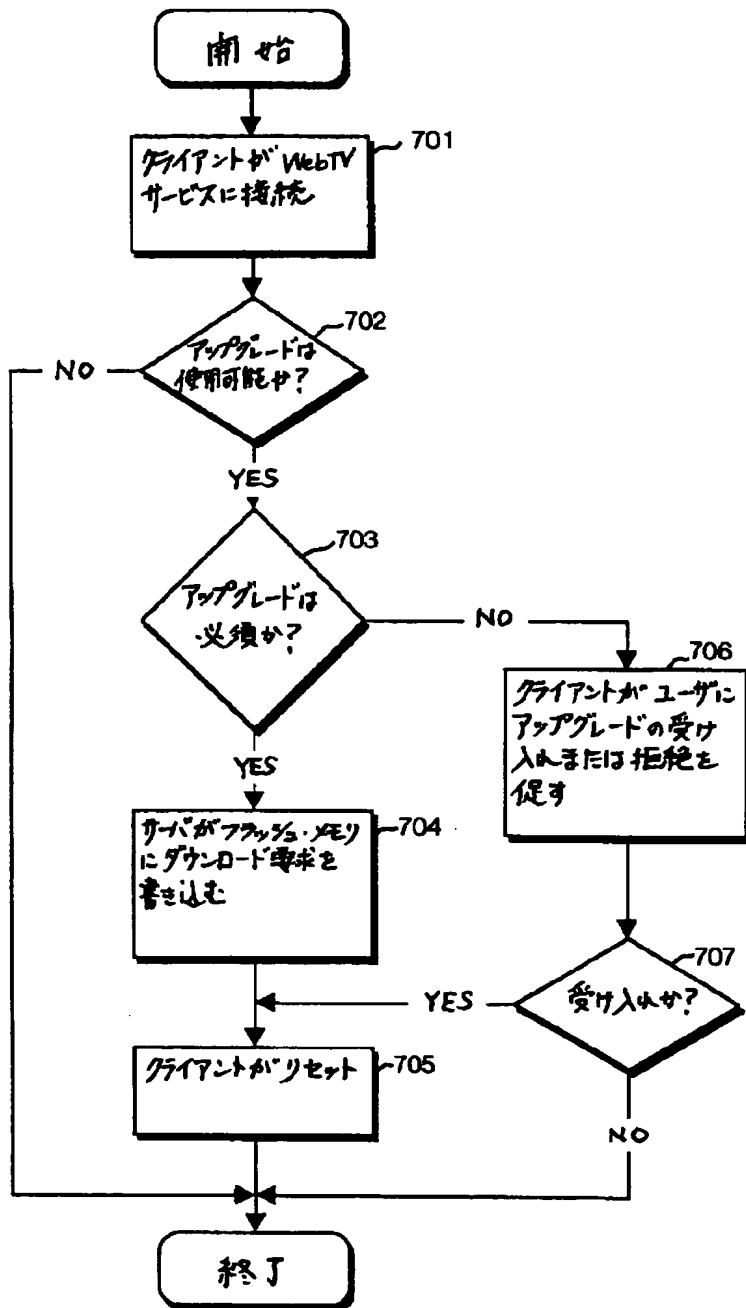 開始
701
クライアントが WebTV
サービスに接続
702
アップグレードは
使用可能か?
NO
YES
703
アップグレードは
必須か?
NO
YES
706
クライアントが ユーザに
アップグレードの受け
入れまたは拒絶を
促す
サーバがフラッシュ・メモリ
にダウンロード要求を
書き込む
704
707
受け入れか?
YES
クライアントがリセット
705
NO
終了